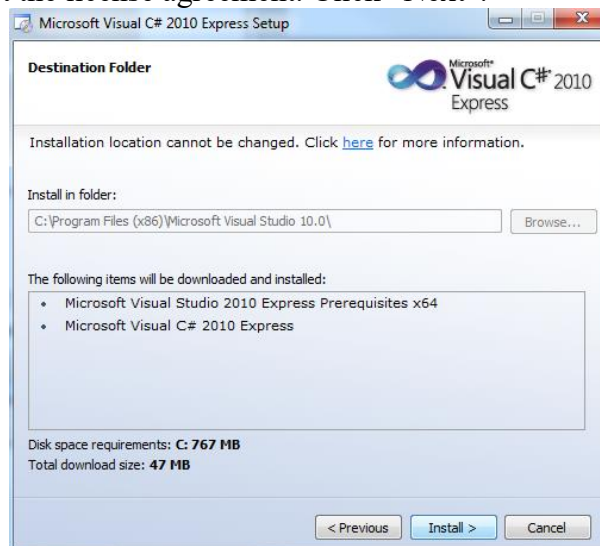 Microsoft Visual C# 2010 Express Setup
Destination Folder
Microsoft®
Visual C#® 2010
Express
Installation location cannot be changed. Click here for more information.
Install in folder:
C:\Program Files (x86)\Microsoft Visual Studio 10.0\
Browse...
The following items will be downloaded and installed:
• Microsoft Visual Studio 2010 Express Prerequisites x64
• Microsoft Visual C# 2010 Express
Disk space requirements: C: 767 MB
Total download size: 47 MB
< Previous Install > Cancel